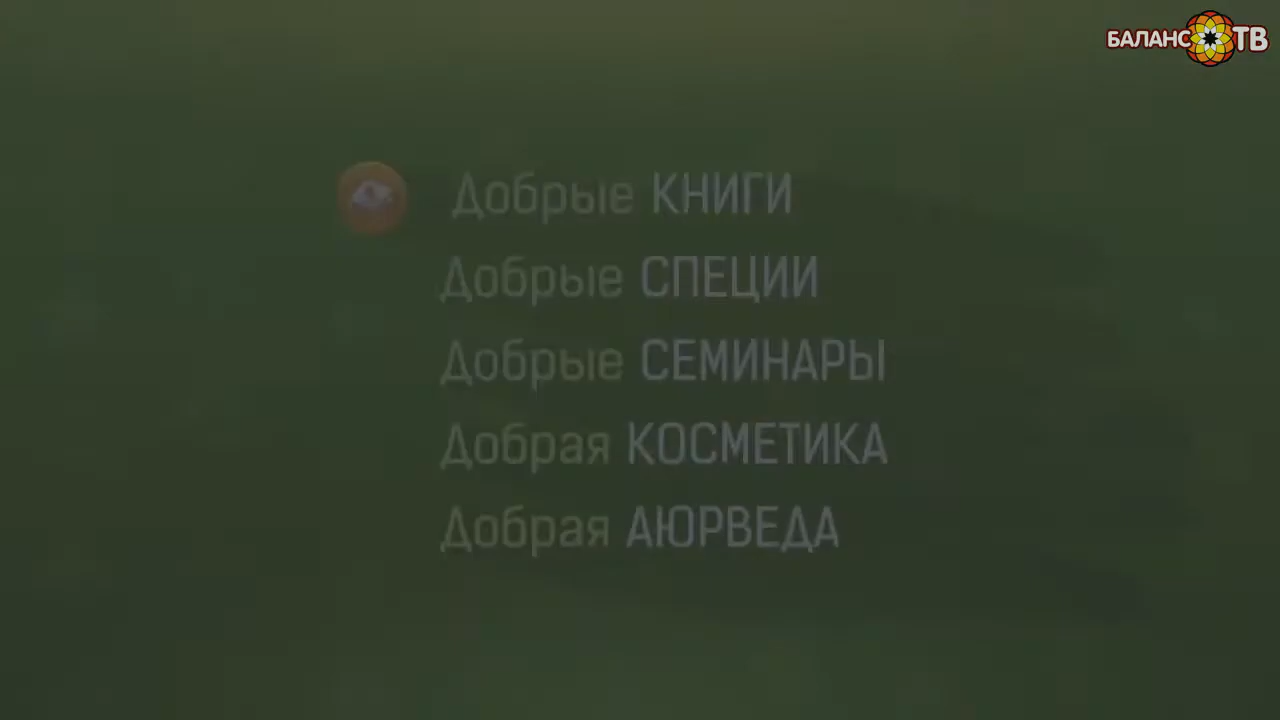 БАЛАНС ТВ
Добрые КНИГИ
Добрые СПЕЦИИ
Добрые СЕМИНАРЫ
Добрая КОСМЕТИКА
Добрая АЮРВЕДА